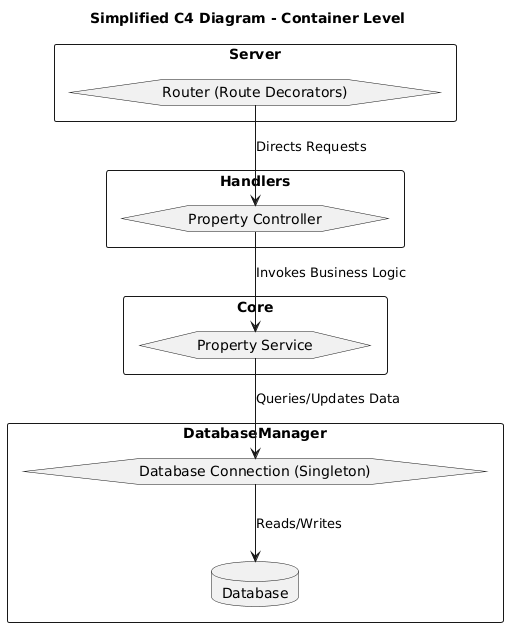 Simplified C4 Diagram - Container Level
Server
Router (Route Decorators)
Directs Requests
Handlers
Property Controller
Invokes Business Logic
Core
Property Service
Queries/Updates Data
DatabaseManager
Database Connection (Singleton)
Reads/Writes
Database